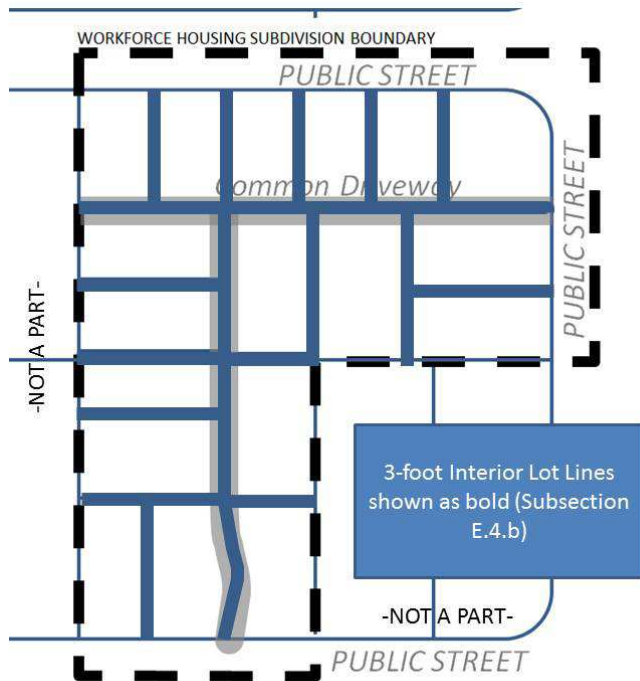 WORKFORCE HOUSING SUBDIVISION BOUNDARY
PUBLIC STREET
Common Driveway
PUBLIC STREET
-NOT A PART-
3-foot Interior Lot Lines
shown as bold (Subsection
E.4.b)
-NOT A PART-
PUBLIC STREET